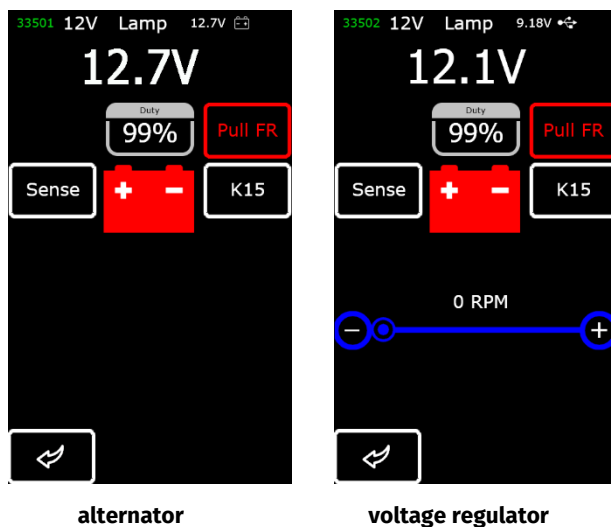 33501 12V Lamp 12.7V
12.7V
Duty
99%
Pull FR
Sense
+ -
K15
alternator
33502 12V Lamp 9.18V
12.1V
Duty
99%
Pull FR
Sense
+ -
K15
0 RPM
− +
voltage regulator